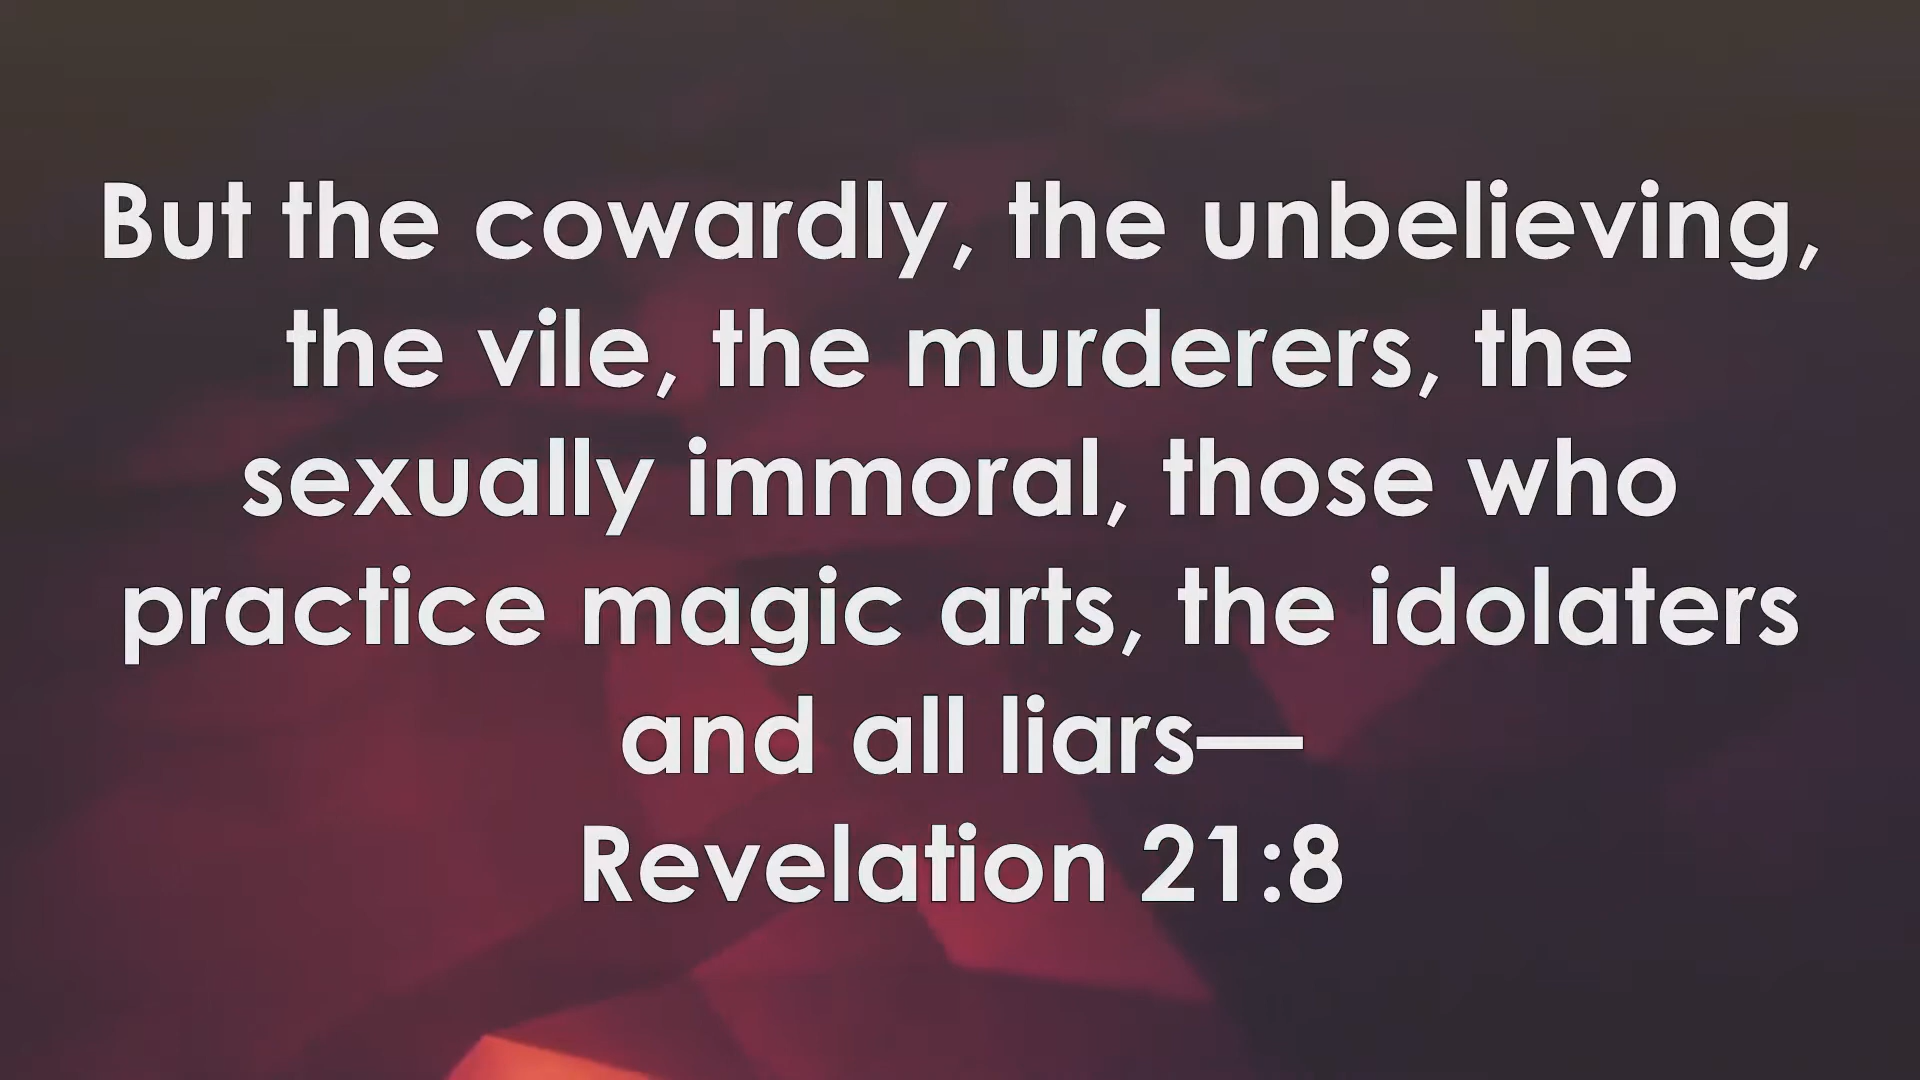 But the cowardly, the unbelieving,
the vile, the murderers, the
sexually immoral, those who
practice magic arts, the idolaters
and all liars—
Revelation 21:8